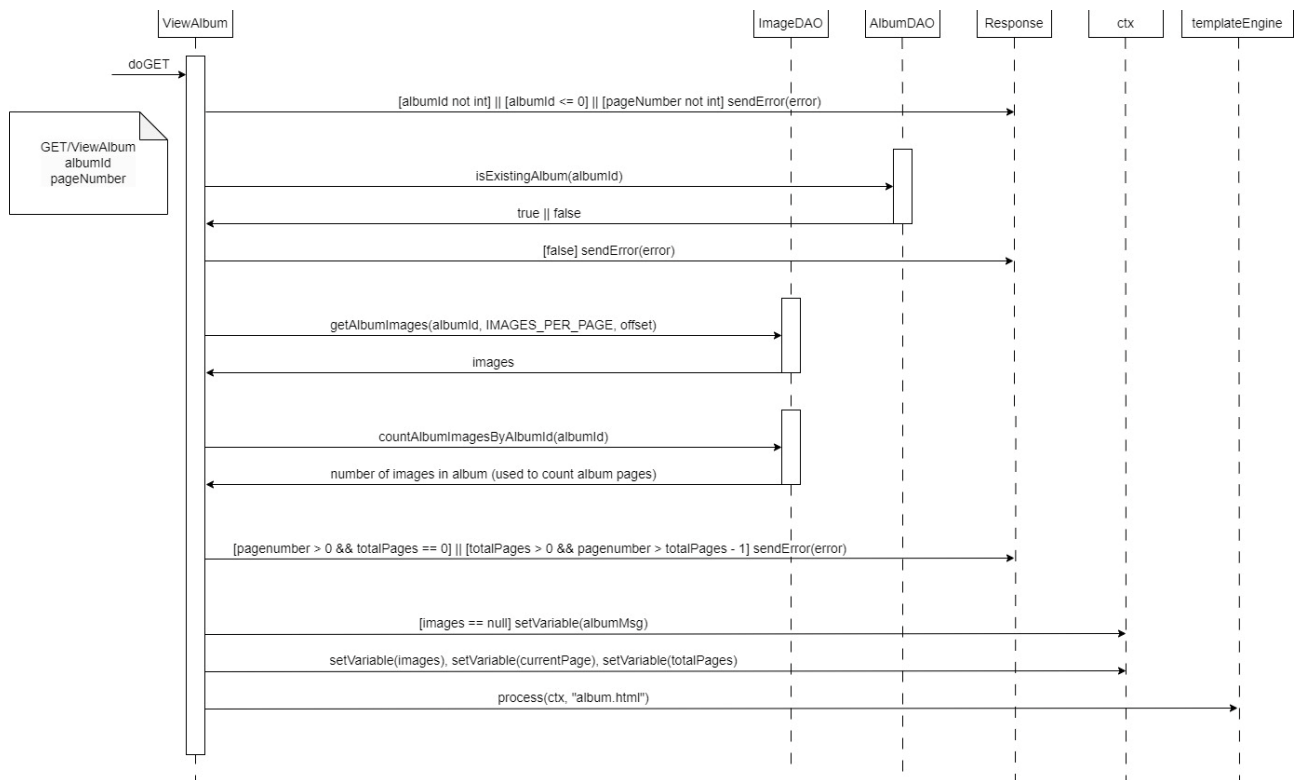 ViewAlbum
ImageDAO
AlbumDAO
Response
ctx
templateEngine
doGET
[albumId not int] || [albumId <= 0] || [pageNumber not int] sendError(error)
GET/ViewAlbum
albumId
pageNumber
isExistingAlbum(albumId)
true || false
[false] sendError(error)
getAlbumImages(albumId, IMAGES_PER_PAGE, offset)
images
countAlbumImagesByAlbumId(albumId)
number of images in album (used to count album pages)
[pagenumber > 0 && totalPages == 0] || [totalPages > 0 && pagenumber > totalPages - 1] sendError(error)
[images == null] setVariable(albumMsg)
setVariable(images), setVariable(currentPage), setVariable(totalPages)
process(ctx, "album.html")